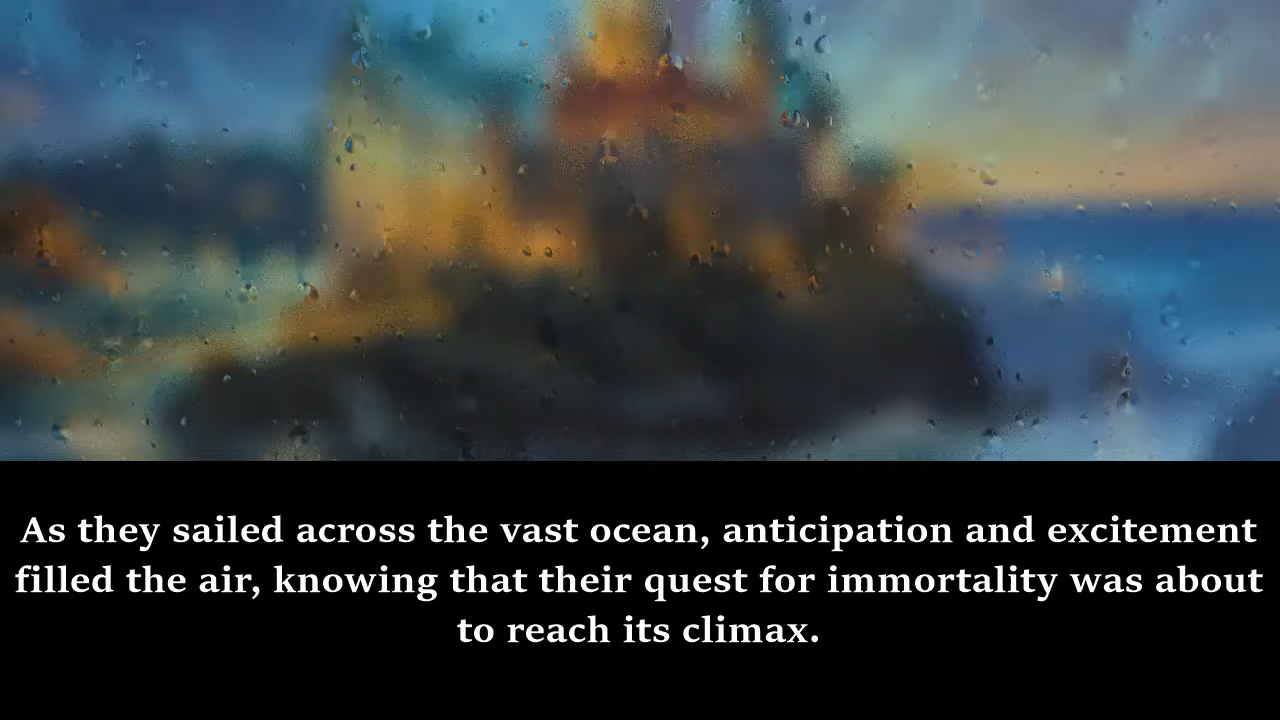 As they sailed across the vast ocean, anticipation and excitement
filled the air, knowing that their quest for immortality was about
to reach its climax.